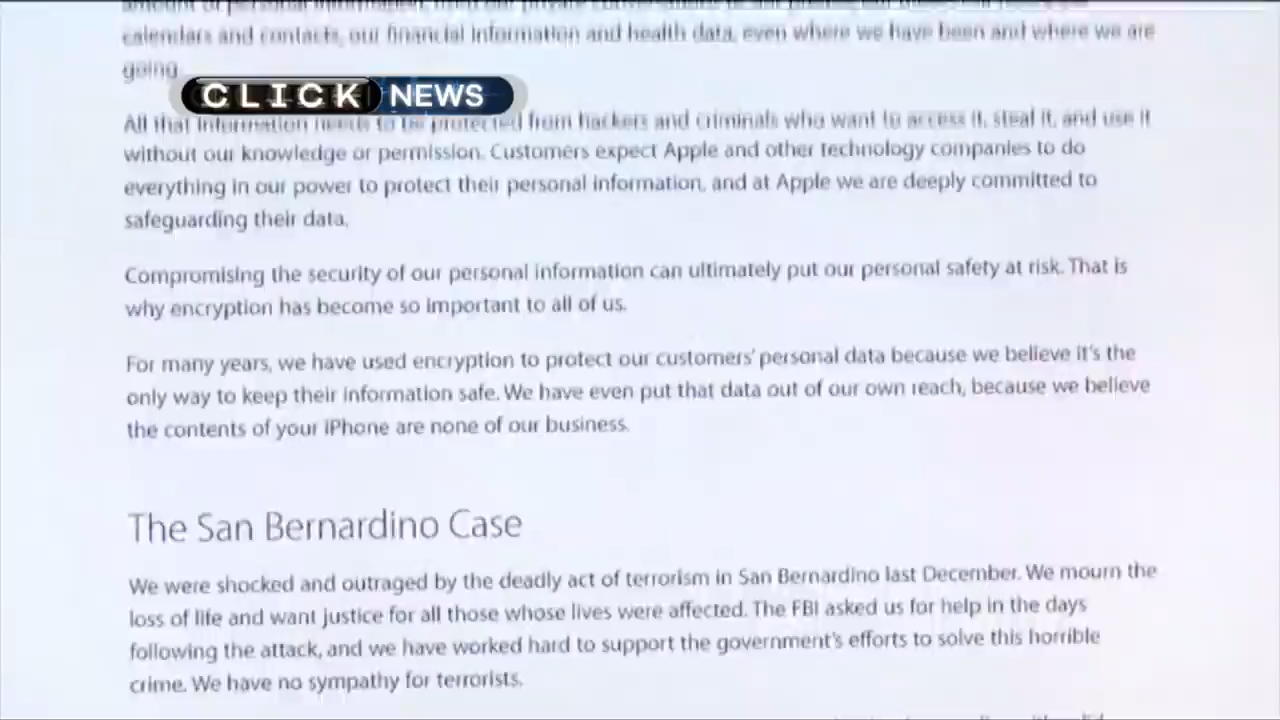 calendars and contacts, our financial information and health data, even where we have been and where we are
going.
CLICK NEWS
All that information needs to be protected from hackers and criminals who want to access it, steal it, and use it
without our knowledge or permission. Customers expect Apple and other technology companies to do
everything in our power to protect their personal information, and at Apple we are deeply committed to
safeguarding their data.
Compromising the security of our personal information can ultimately put our personal safety at risk. That is
why encryption has become so important to all of us.
For many years, we have used encryption to protect our customers' personal data because we believe it's the
only way to keep their information safe. We have even put that data out of our own reach, because we believe
the contents of your iPhone are none of our business.
The San Bernardino Case
We were shocked and outraged by the deadly act of terrorism in San Bernardino last December. We mourn the
loss of life and want justice for all those whose lives were affected. The FBI asked us for help in the days
following the attack, and we have worked hard to support the government's efforts to solve this horrible
crime. We have no sympathy for terrorists.